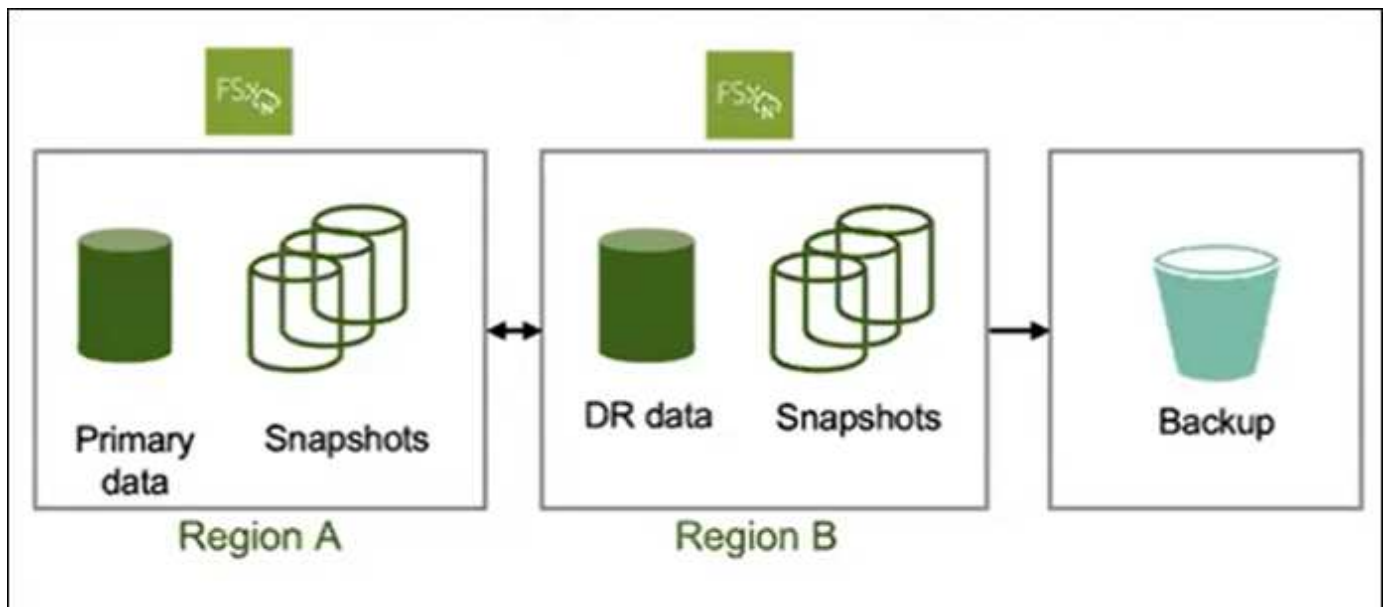 FSx
N
FSx
N
Primary
data
Snapshots
Region A
DR data
Snapshots
Region B
Backup